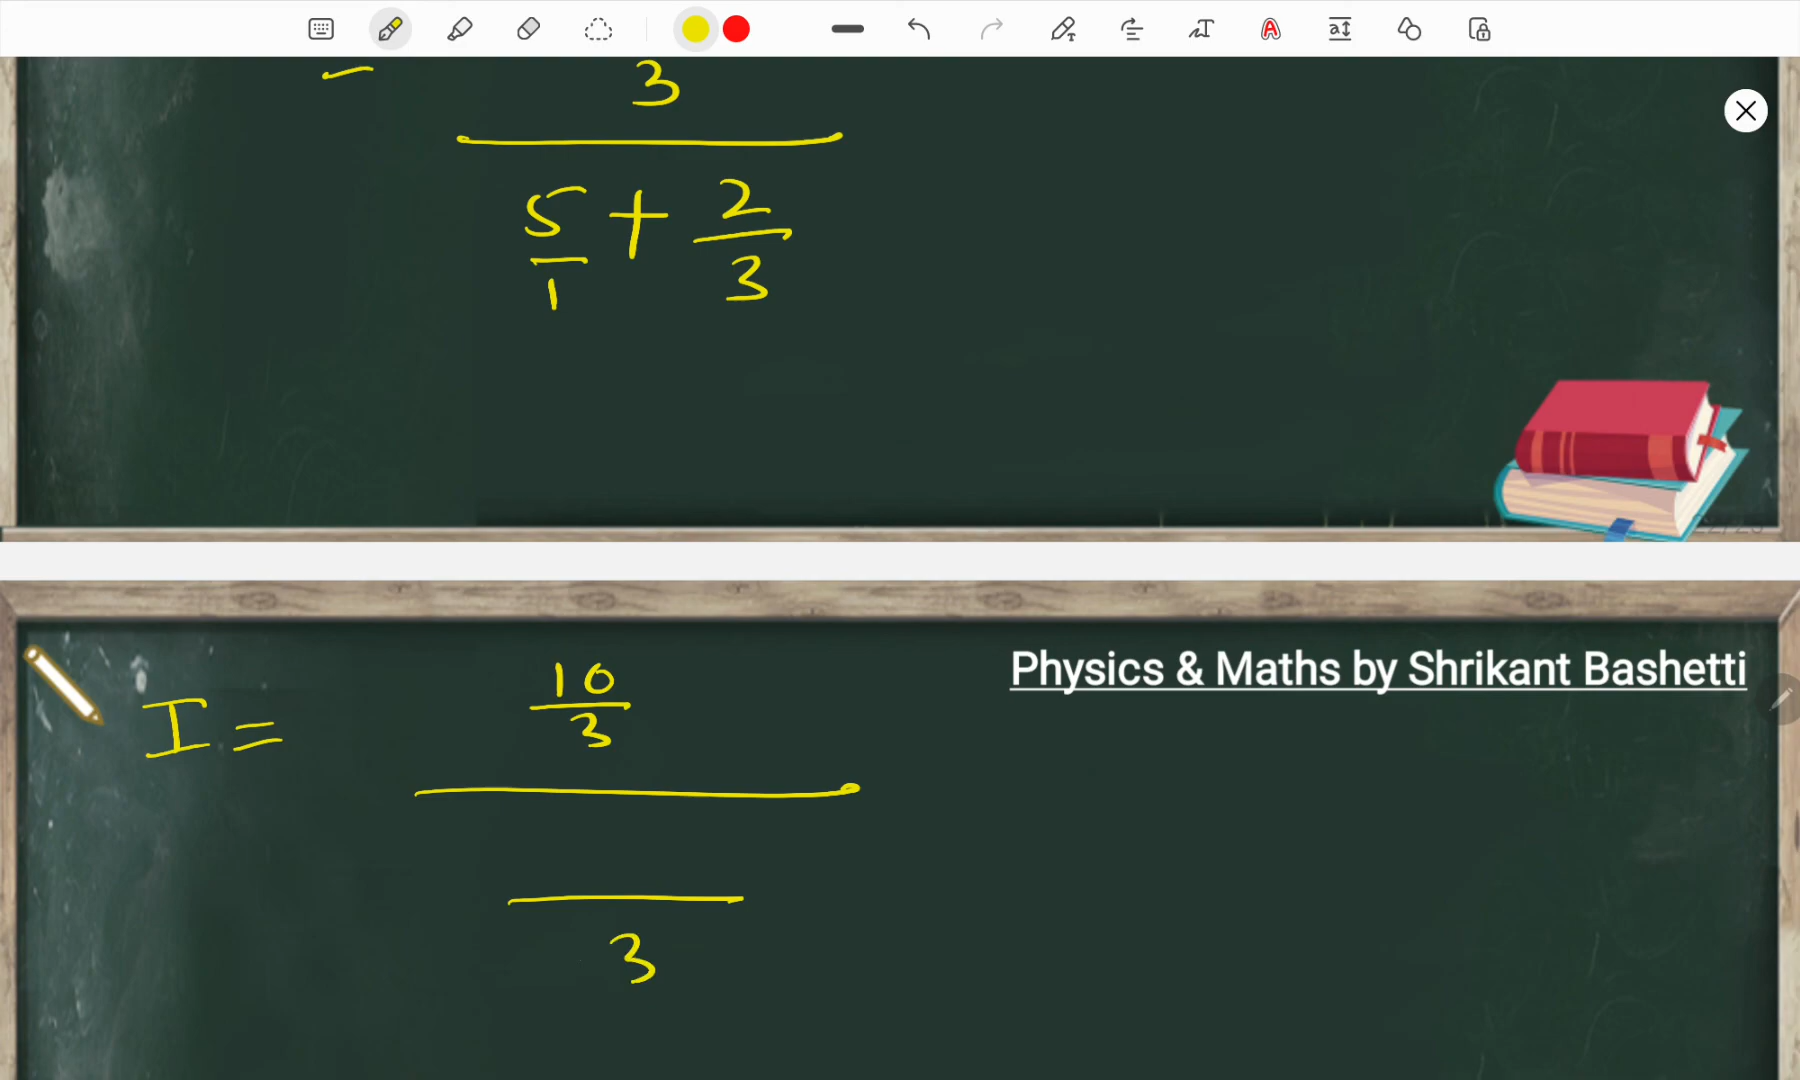 3
5/1 + 2/3
Physics & Maths by Shrikant Bashetti
I = 10/3
3